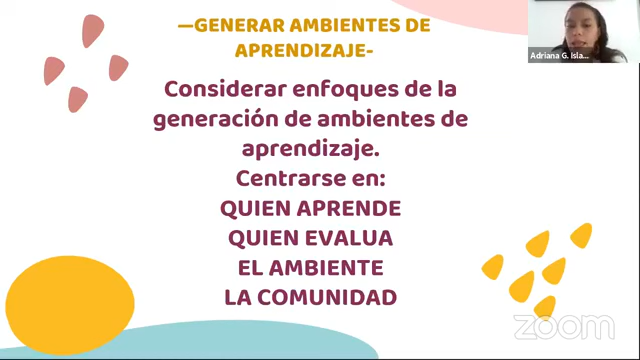 —GENERAR AMBIENTES DE
APRENDIZAJE-
Considerar enfoques de la
generación de ambientes de
aprendizaje.
Centrarse en:
QUIEN APRENDE
QUIEN EVALUA
EL AMBIENTE
LA COMUNIDAD
Adriana G. Isla...
zoom